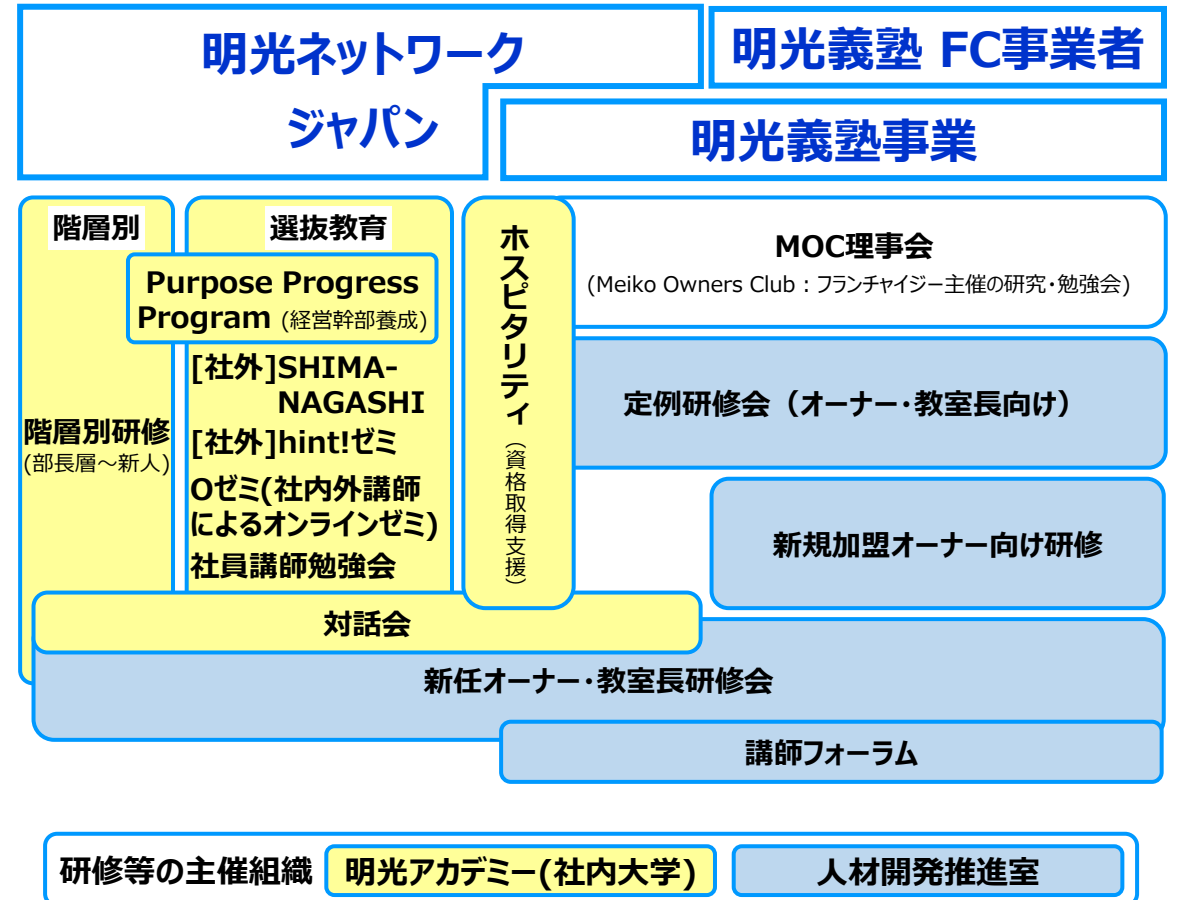 明光ネットワーク
ジャパン
明光義塾 FC事業者
明光義塾事業
階層別
階層別研修
(部長層～新人)
選抜教育
Purpose Progress
Program (経営幹部養成)
[社外]SHIMA-
NAGASHI
[社外]hint!ゼミ
Oゼミ(社内外講師
によるオンラインゼミ)
社員講師勉強会
ホスピタリティ（資格取得支援）
MOC理事会
(Meiko Owners Club：フランチャイジー主催の研究・勉強会)
定例研修会（オーナー・教室長向け）
新規加盟オーナー向け研修
対話会
新任オーナー・教室長研修会
講師フォーラム
研修等の主催組織 明光アカデミー(社内大学) 人材開発推進室